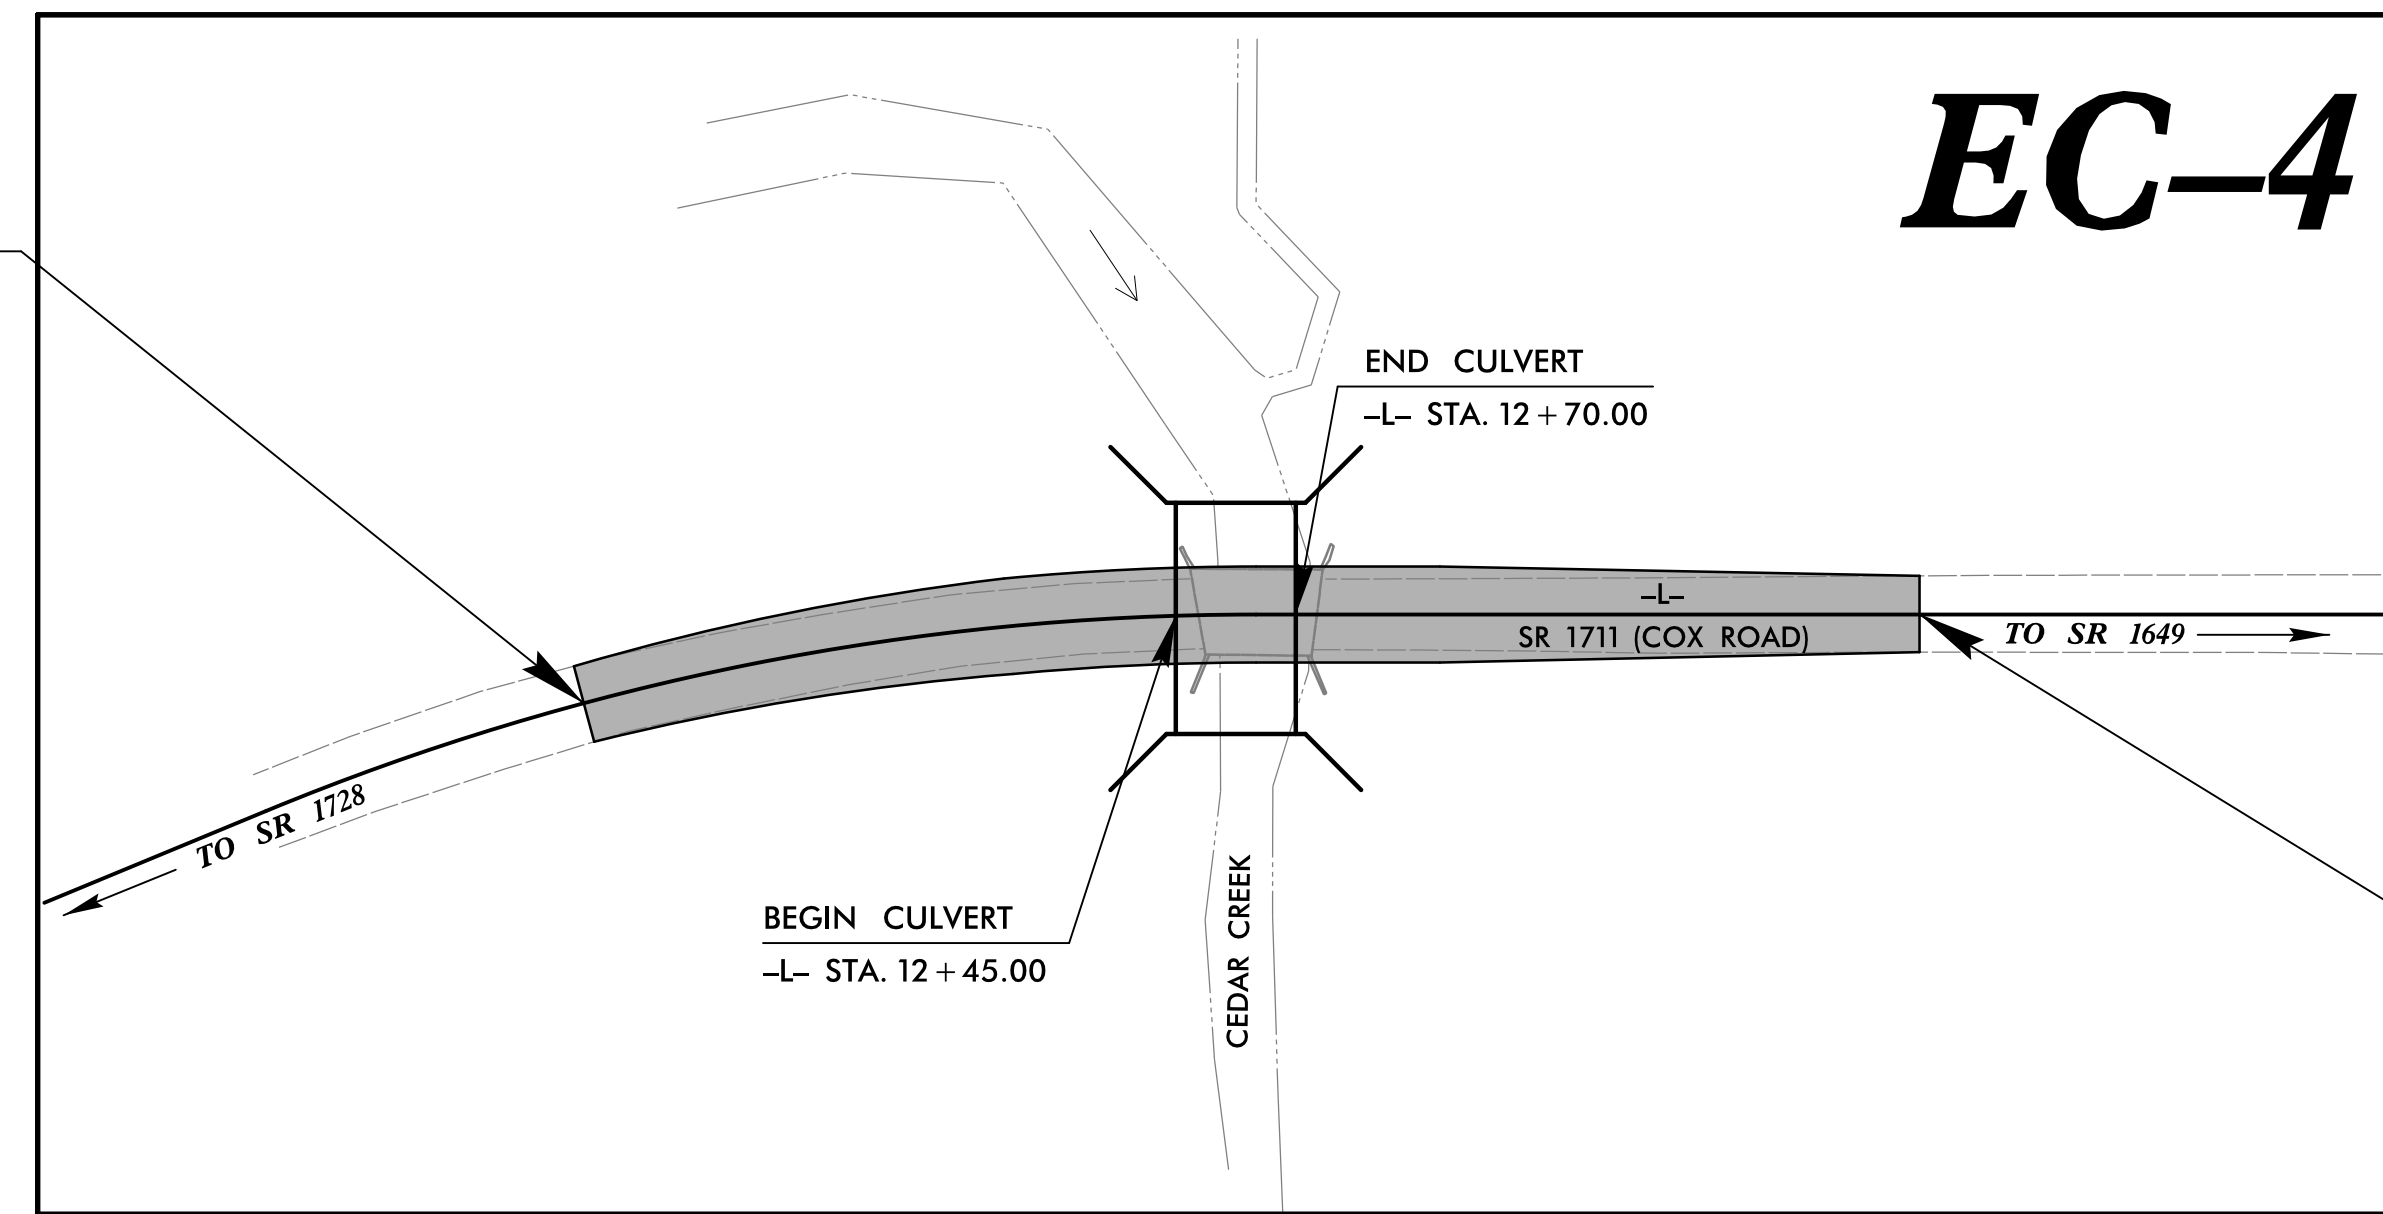 EC–4
END CULVERT
–L– STA. 12+70.00
–L–
SR 1711 (COX ROAD)
TO SR 1649
TO SR 1728
BEGIN CULVERT
–L– STA. 12+45.00
CEDAR CREEK